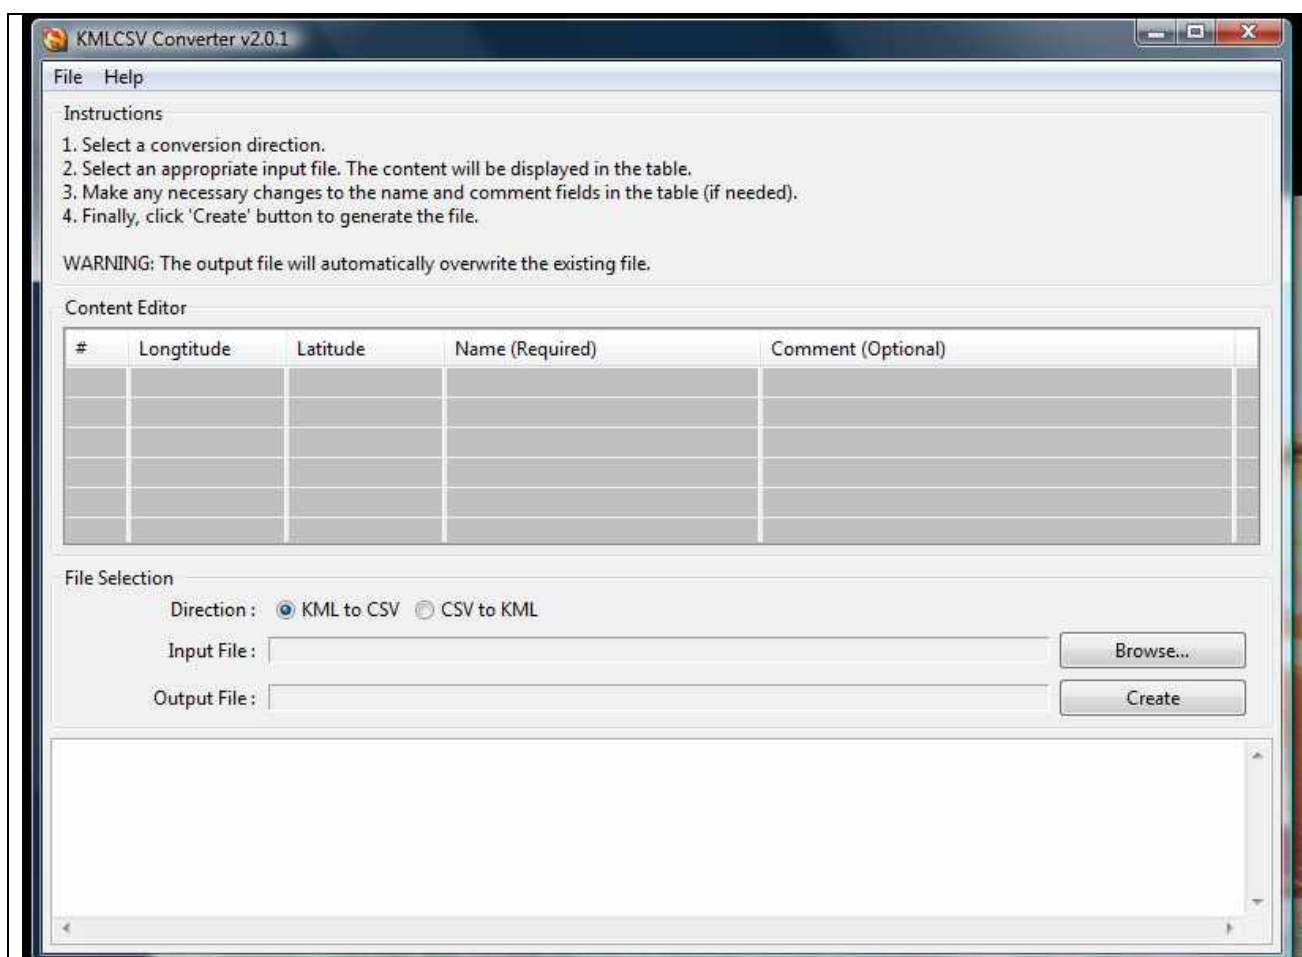 KMLCSV Converter v2.0.1
File Help
Instructions
1. Select a conversion direction.
2. Select an appropriate input file. The content will be displayed in the table.
3. Make any necessary changes to the name and comment fields in the table (if needed).
4. Finally, click 'Create' button to generate the file.
WARNING: The output file will automatically overwrite the existing file.
Content Editor
# Longtitude Latitude Name (Required) Comment (Optional)
File Selection
Direction : KML to CSV CSV to KML
Input File : Browse...
Output File : Create